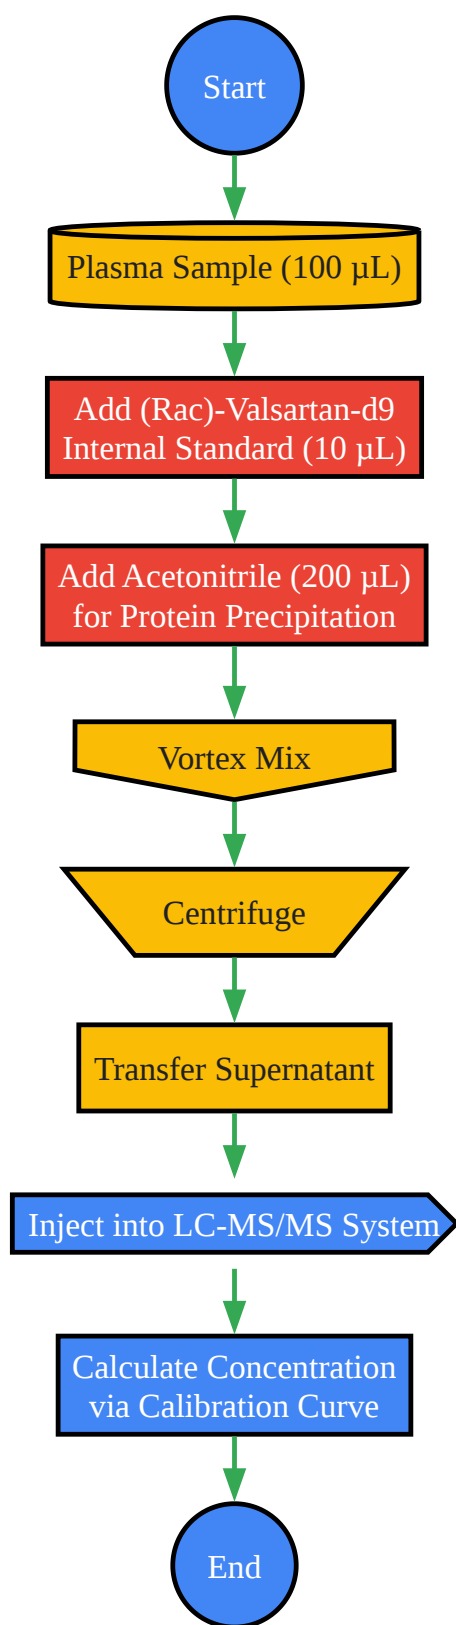 Start
Plasma Sample (100 µL)
Add (Rac)-Valsartan-d9
Internal Standard (10 µL)
Add Acetonitrile (200 µL)
for Protein Precipitation
Vortex Mix
Centrifuge
Transfer Supernatant
Inject into LC-MS/MS System
Calculate Concentration
via Calibration Curve
End